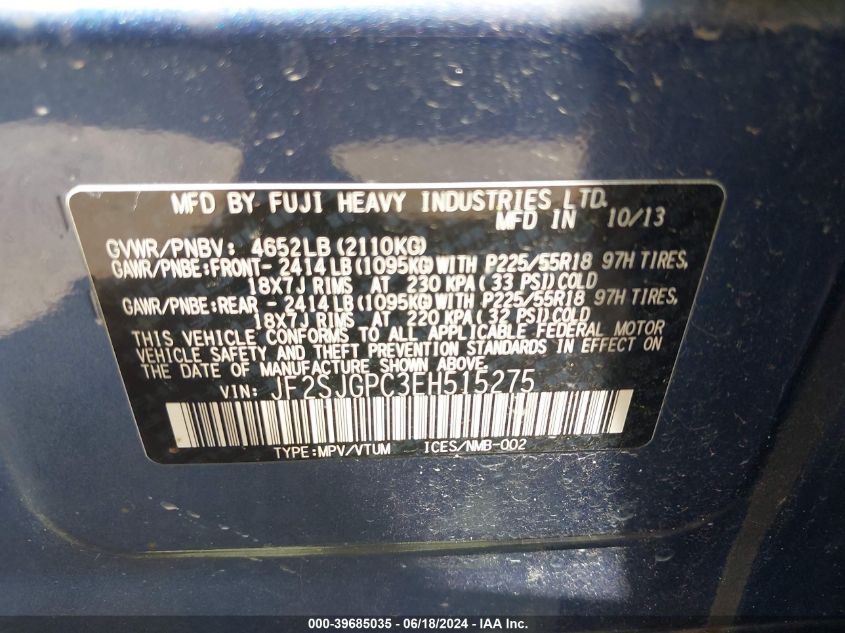 MFD BY FUJI HEAVY INDUSTRIES LTD.
MFD IN 10/13
GVWR/PNBV: 4652LB(2110KG)
GAWR/PNBE:FRONT- 2414LB(1095KG)WITH P225/55R18 97H TIRES,
18X7J RIMS AT 230 KPA(33 PSI)COLD
GAWR/PNBE:REAR - 2414LB(1095KG)WITH P225/55R18 97H TIRES,
18X7J RIMS AT 220 KPA(32 PSI)COLD
THIS VEHICLE CONFORMS TO ALL APPLICABLE FEDERAL MOTOR
VEHICLE SAFETY AND THEFT PREVENTION STANDARDS IN EFFECT ON
THE DATE OF MANUFACTURE SHOWN ABOVE.
VIN: JF2SJGPC3EH515275
TYPE:MPV/VTUM ICES/NMB-002
000-39685035 - 06/18/2024 - IAA Inc.